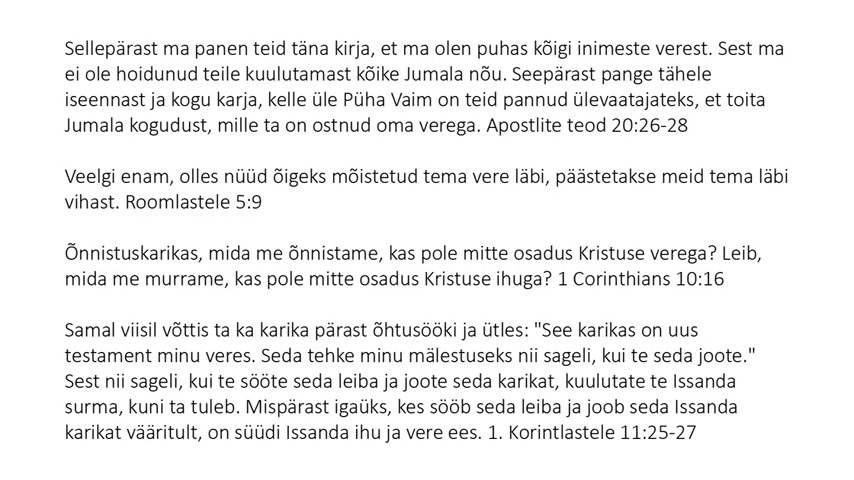 Sellepärast ma panen teid täna kirja, et ma olen puhas kõigi inimeste verest. Sest ma
ei ole hoidunud teile kuulutamast kõike Jumala nõu. Seepärast pange tähele
iseennast ja kogu karja, kelle üle Püha Vaim on teid pannud ülevaatajateks, et toita
Jumala kogudust, mille ta on ostnud oma verega. Apostlite teod 20:26-28
Veelgi enam, olles nüüd õigeks mõistetud tema vere läbi, päästetakse meid tema läbi
vihast. Roomlastele 5:9
Õnnistuskarikas, mida me õnnistame, kas pole mitte osadus Kristuse verega? Leib,
mida me murrame, kas pole mitte osadus Kristuse ihuga? 1 Corinthians 10:16
Samal viisil võttis ta ka karika pärast õhtusööki ja ütles: "See karikas on uus
testament minu veres. Seda tehke minu mälestuseks nii sageli, kui te seda joote."
Sest nii sageli, kui te sööte seda leiba ja joote seda karikat, kuulutate te Issanda
surma, kuni ta tuleb. Mispärast igaüks, kes sööb seda leiba ja joob seda Issanda
karikat vääritult, on süüdi Issanda ihu ja vere ees. 1. Korintlastele 11:25-27